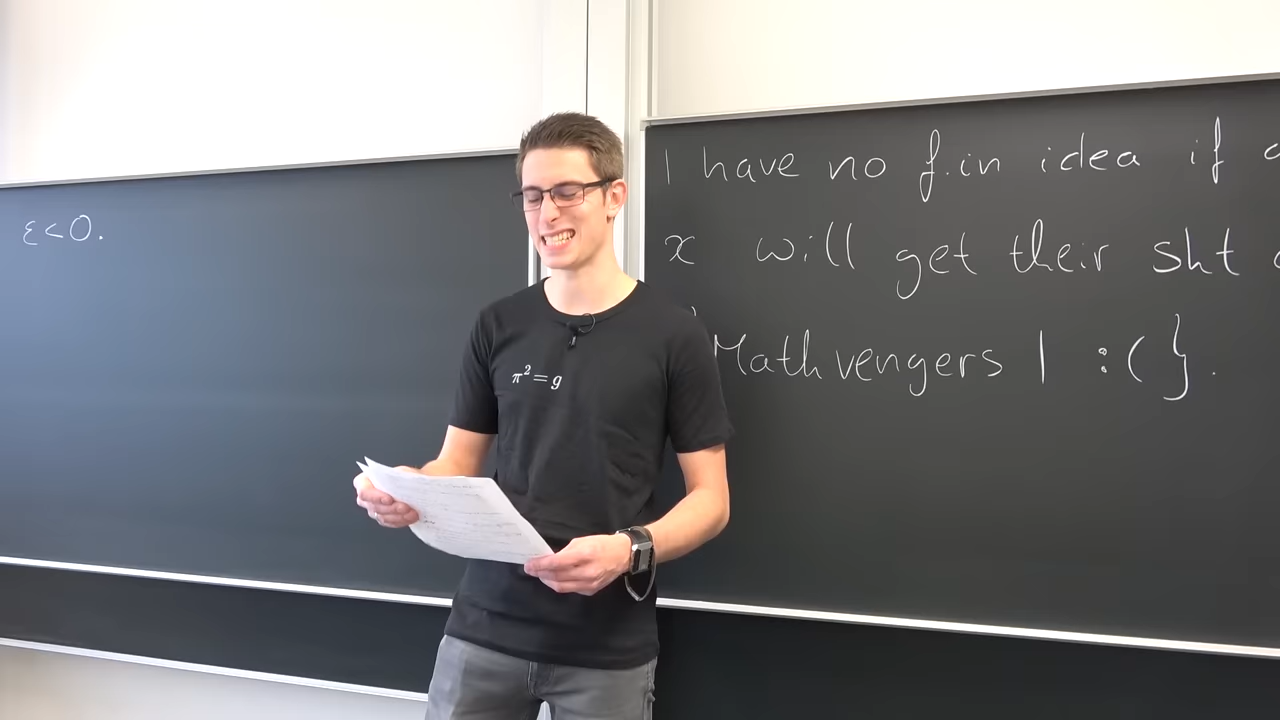 ε<0.
I have no f.in idea if
x will get their sht
Mathvengers | :( }.
π² = g